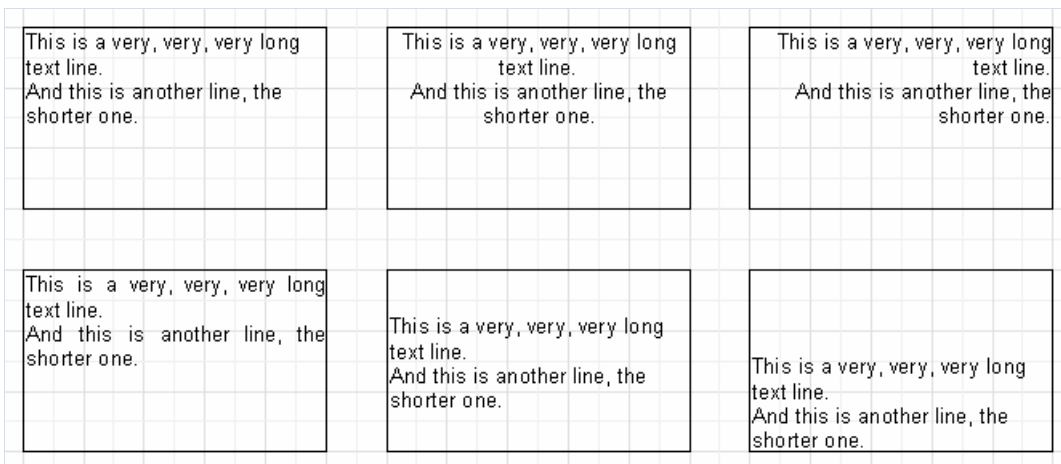 This is a very, very, very long
text line.
And this is another line, the
shorter one.
This is a very, very, very long
text line.
And this is another line, the
shorter one.
This is a very, very, very long
text line.
And this is another line, the
shorter one.
This is a very, very, very long
text line.
And this is another line, the
shorter one.
This is a very, very, very long
text line.
And this is another line, the
shorter one.
This is a very, very, very long
text line.
And this is another line, the
shorter one.